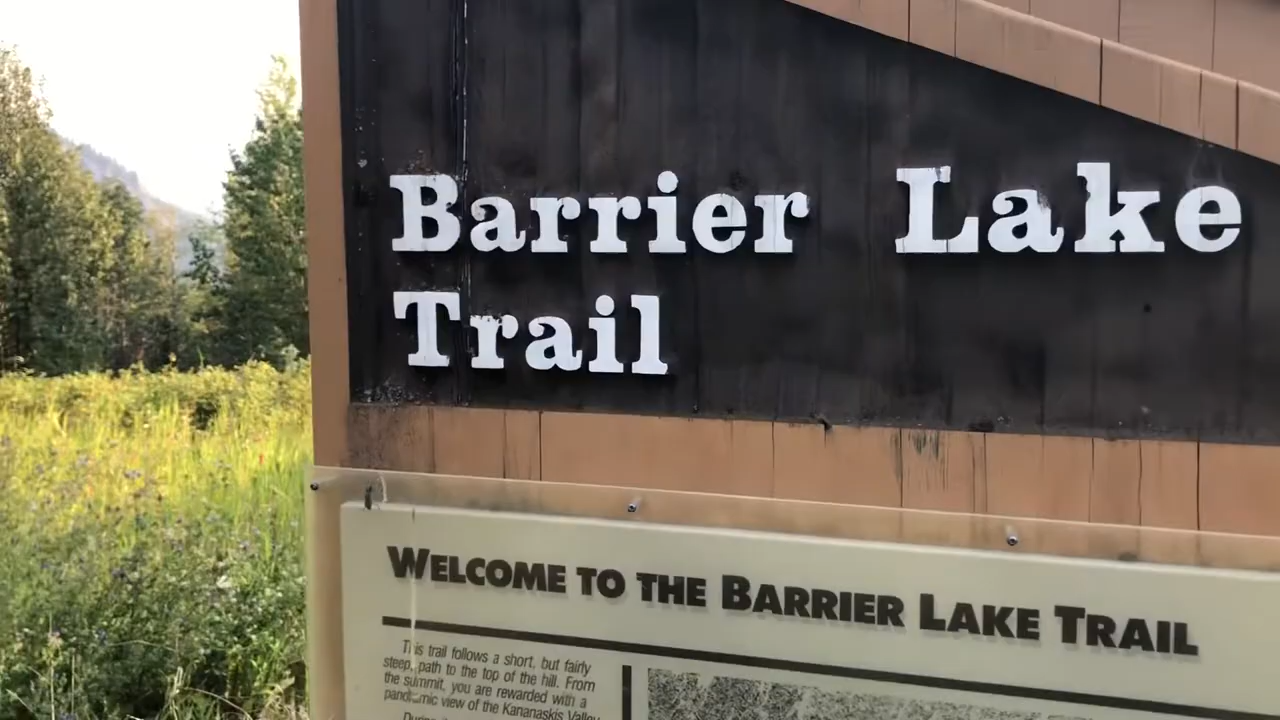 Barrier Lake
Trail
WELCOME TO THE BARRIER LAKE TRAIL
This trail follows a short, but fairly
steep, path to the top of the hill. From
the summit, you are rewarded with a
panoramic view of the Kananaskis Valley